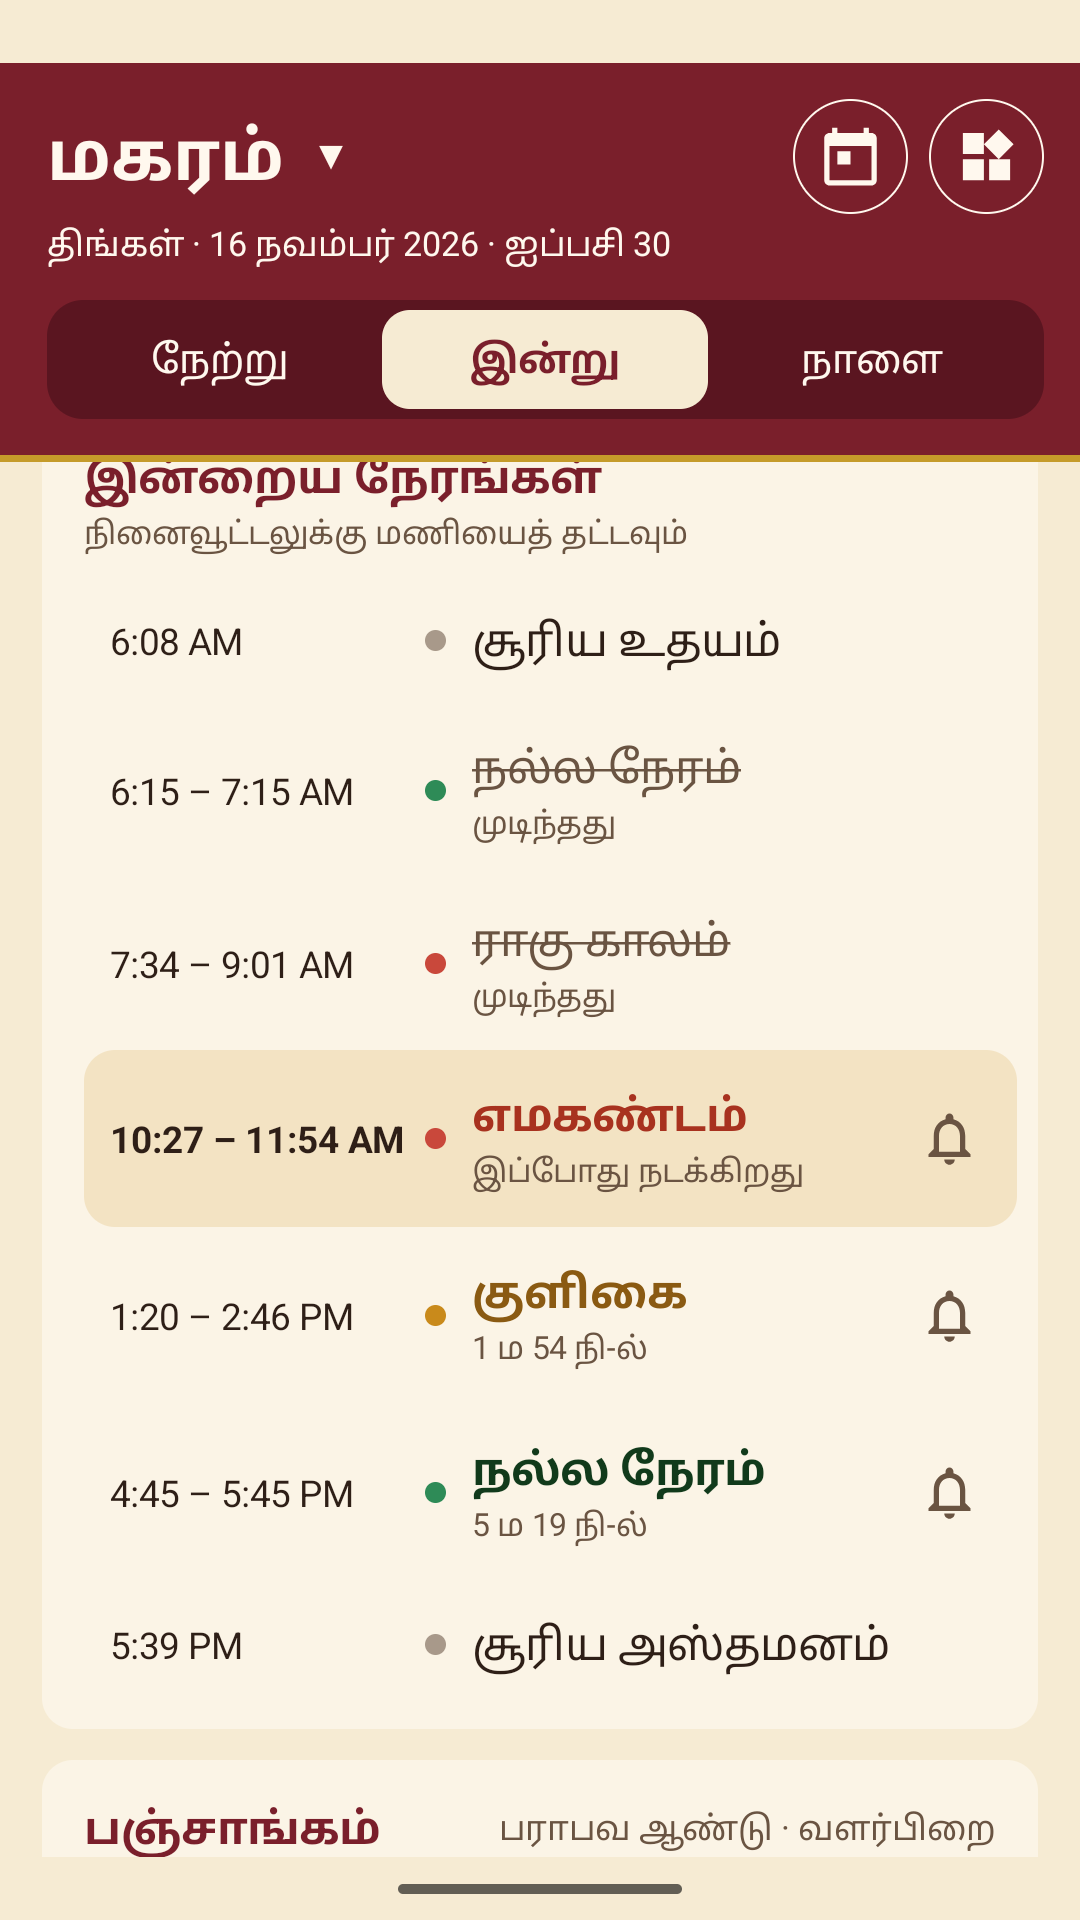 மகரம் ▼
திங்கள் · 16 நவம்பர் 2026 · ஐப்பசி 30
நேற்று இன்று நாளை
இன்றைய நேரங்கள்
நினைவூட்டலுக்கு மணியைத் தட்டவும்
6:08 AM சூரிய உதயம்
6:15 – 7:15 AM நல்ல நேரம்
முடிந்தது
7:34 – 9:01 AM ராகு காலம்
முடிந்தது
10:27 – 11:54 AM எமகண்டம்
இப்போது நடக்கிறது
1:20 – 2:46 PM குளிகை
1 ம 54 நி-ல்
4:45 – 5:45 PM நல்ல நேரம்
5 ம 19 நி-ல்
5:39 PM சூரிய அஸ்தமனம்
பஞ்சாங்கம் பராபவ ஆண்டு · வளர்பிறை